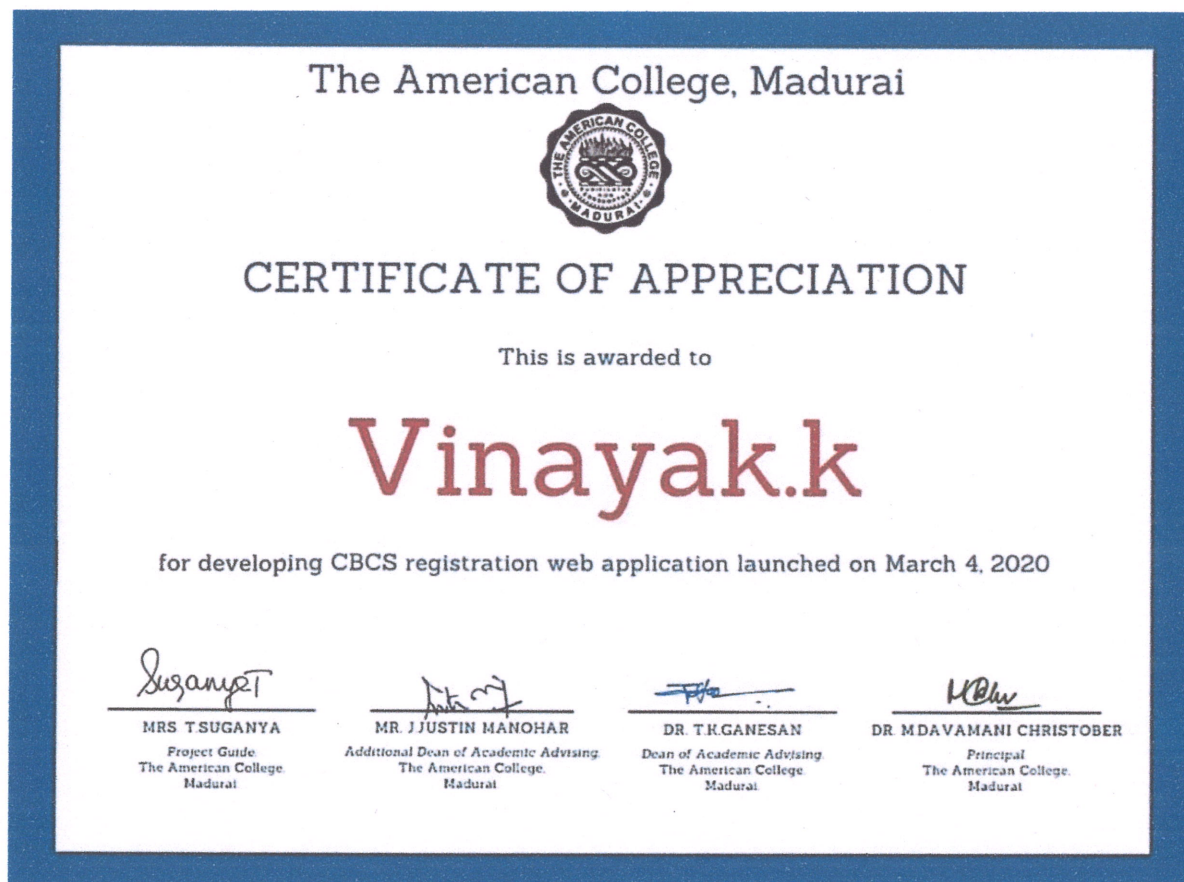 The American College, Madurai
THE AMERICAN COLLEGE
MADURAI
CERTIFICATE OF APPRECIATION
This is awarded to
Vinayak.k
for developing CBCS registration web application launched on March 4, 2020
Suganya T
MRS T.SUGANYA
Project Guide
The American College.
Madurai
MR. J.JUSTIN MANOHAR
Additional Dean of Academic Advising.
The American College.
Madurai
DR. T.K.GANESAN
Dean of Academic Advising.
The American College
Madurai
DR M.DAVAMANI CHRISTOBER
Principal
The American College.
Madurai